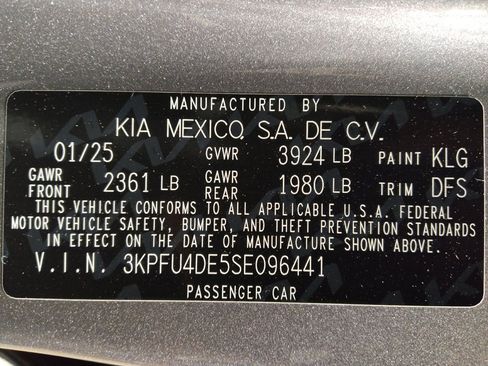 MANUFACTURED BY
KIA MEXICO, S.A. DE C.V.
01/25 GVWR 3924 LB PAINT KLG
GAWR FRONT 2361 LB GAWR REAR 1980 LB TRIM DFS
THIS VEHICLE CONFORMS TO ALL APPLICABLE U.S.A. FEDERAL
MOTOR VEHICLE SAFETY, BUMPER, AND THEFT PREVENTION STANDARDS
IN EFFECT ON THE DATE OF MANUFACTURE SHOWN ABOVE.
V.I.N. 3KPFU4DE5SE096441
PASSENGER CAR